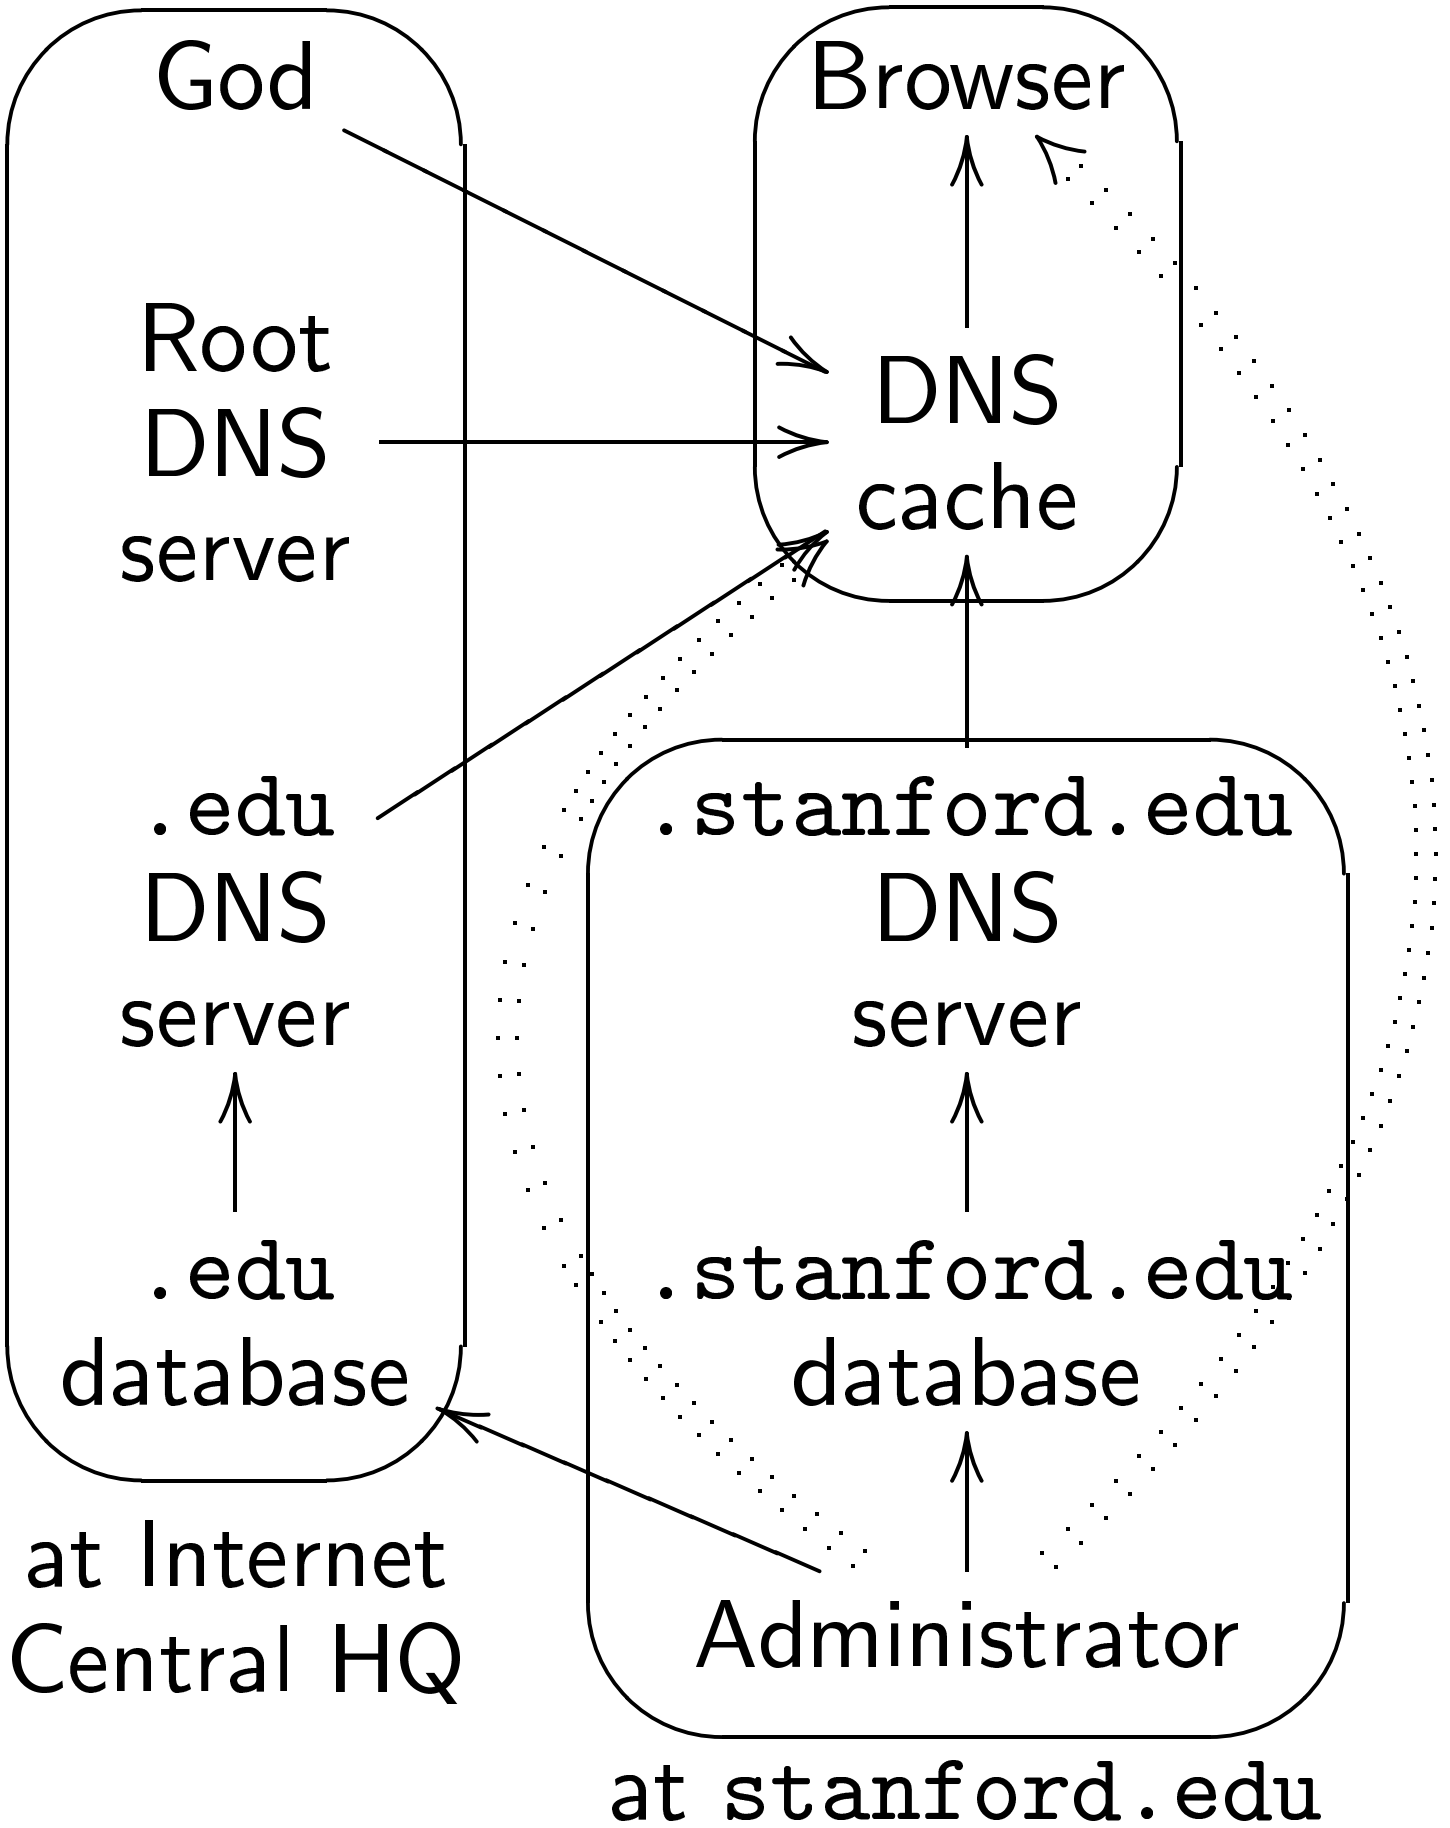 God
Root
DNS
server
.edu
DNS
server
.edu
database
at Internet
Central HQ
Browser
DNS
cache
.stanford.edu
DNS
server
.stanford.edu
database
Administrator
at stanford.edu